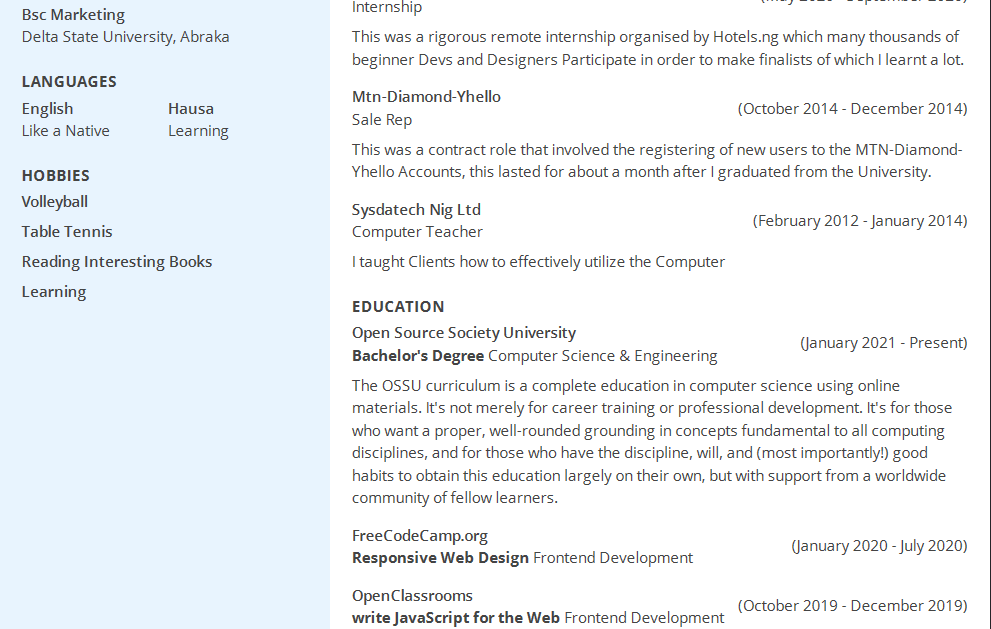 Bsc Marketing
Delta State University, Abraka
LANGUAGES
English Hausa
Like a Native Learning
HOBBIES
Volleyball
Table Tennis
Reading Interesting Books
Learning
Internship
This was a rigorous remote internship organised by Hotels.ng which many thousands of
beginner Devs and Designers Participate in order to make finalists of which I learnt a lot.
Mtn-Diamond-Yhello
(October 2014 - December 2014)
Sale Rep
This was a contract role that involved the registering of new users to the MTN-Diamond-
Yhello Accounts, this lasted for about a month after I graduated from the University.
Sysdatech Nig Ltd
(February 2012 - January 2014)
Computer Teacher
I taught Clients how to effectively utilize the Computer
EDUCATION
Open Source Society University
(January 2021 - Present)
Bachelor's Degree Computer Science & Engineering
The OSSU curriculum is a complete education in computer science using online
materials. It's not merely for career training or professional development. It's for those
who want a proper, well-rounded grounding in concepts fundamental to all computing
disciplines, and for those who have the discipline, will, and (most importantly!) good
habits to obtain this education largely on their own, but with support from a worldwide
community of fellow learners.
FreeCodeCamp.org
(January 2020 - July 2020)
Responsive Web Design Frontend Development
OpenClassrooms
(October 2019 - December 2019)
write JavaScript for the Web Frontend Development